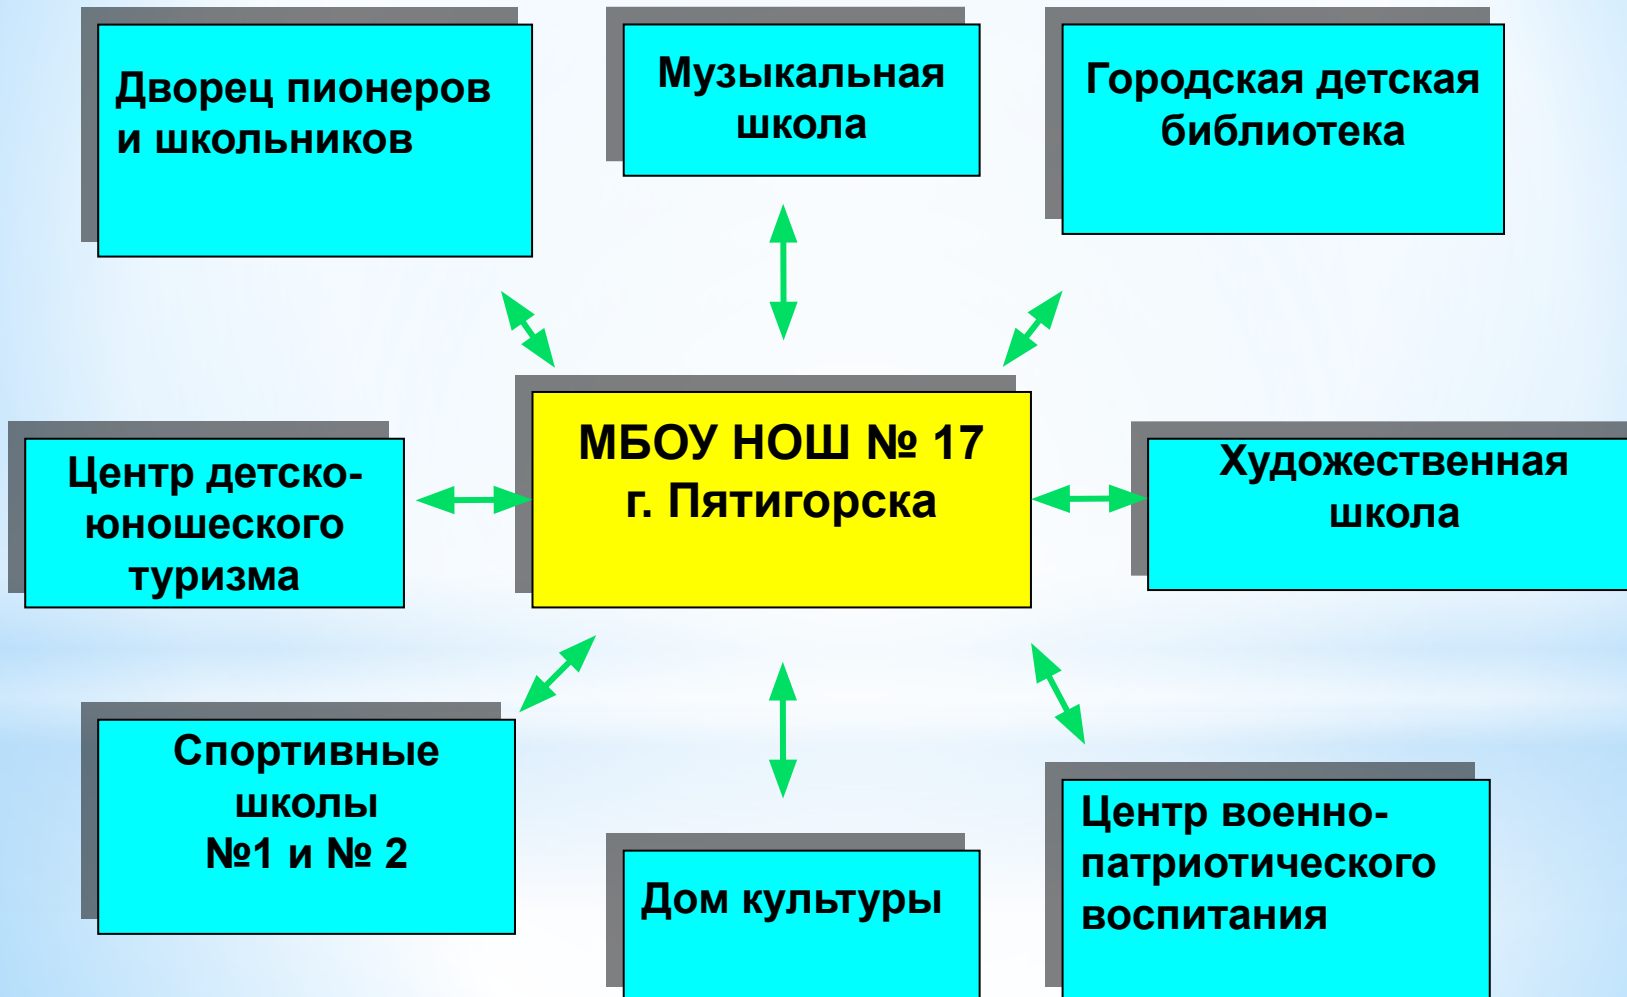 Дворец пионеров
и школьников
Музыкальная
школа
Городская детская
библиотека
Центр детско-
юношеского
туризма
МБОУ НОШ № 17
г. Пятигорска
Художественная
школа
Спортивные
школы
№1 и № 2
Дом культуры
Центр военно-
патриотического
воспитания